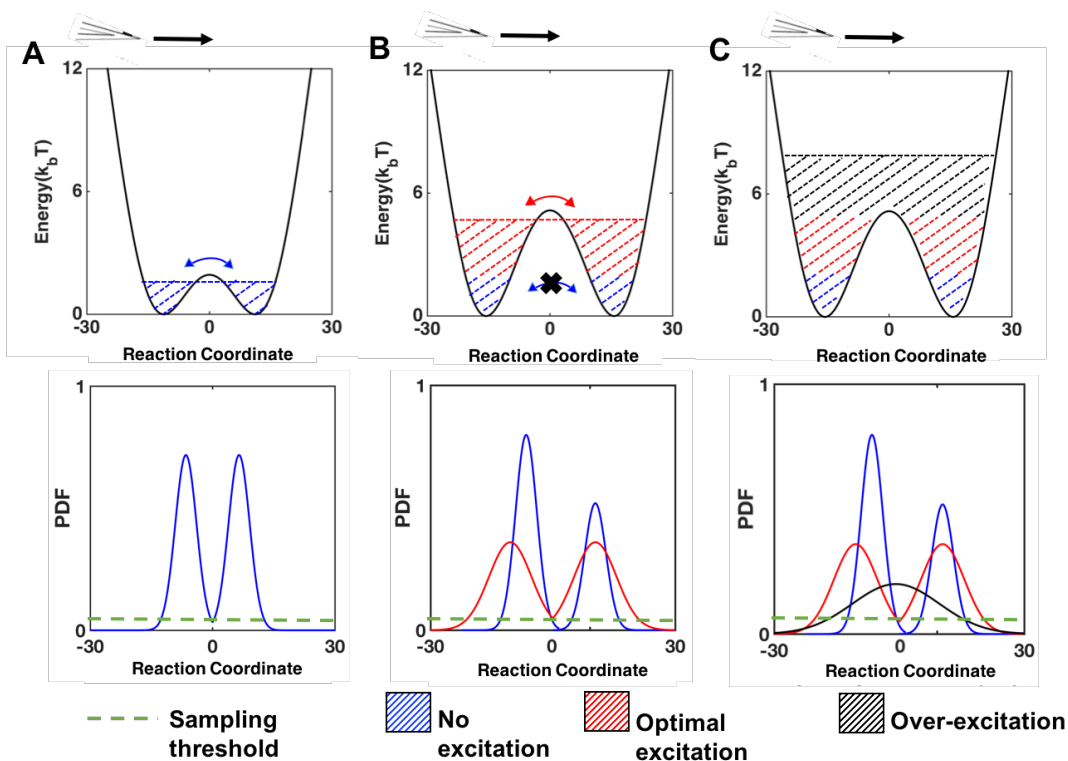 A
B
C
12
6
0
-30
0
30
Energy(kbT)
Reaction Coordinate
12
6
0
-30
0
30
Energy(kbT)
Reaction Coordinate
12
6
0
-30
0
30
Energy(kbT)
Reaction Coordinate
1
0
-30
0
30
PDF
Reaction Coordinate
1
0
-30
0
30
PDF
Reaction Coordinate
1
0
-30
0
30
PDF
Reaction Coordinate
Sampling
threshold
No
excitation
Optimal
excitation
Over-excitation